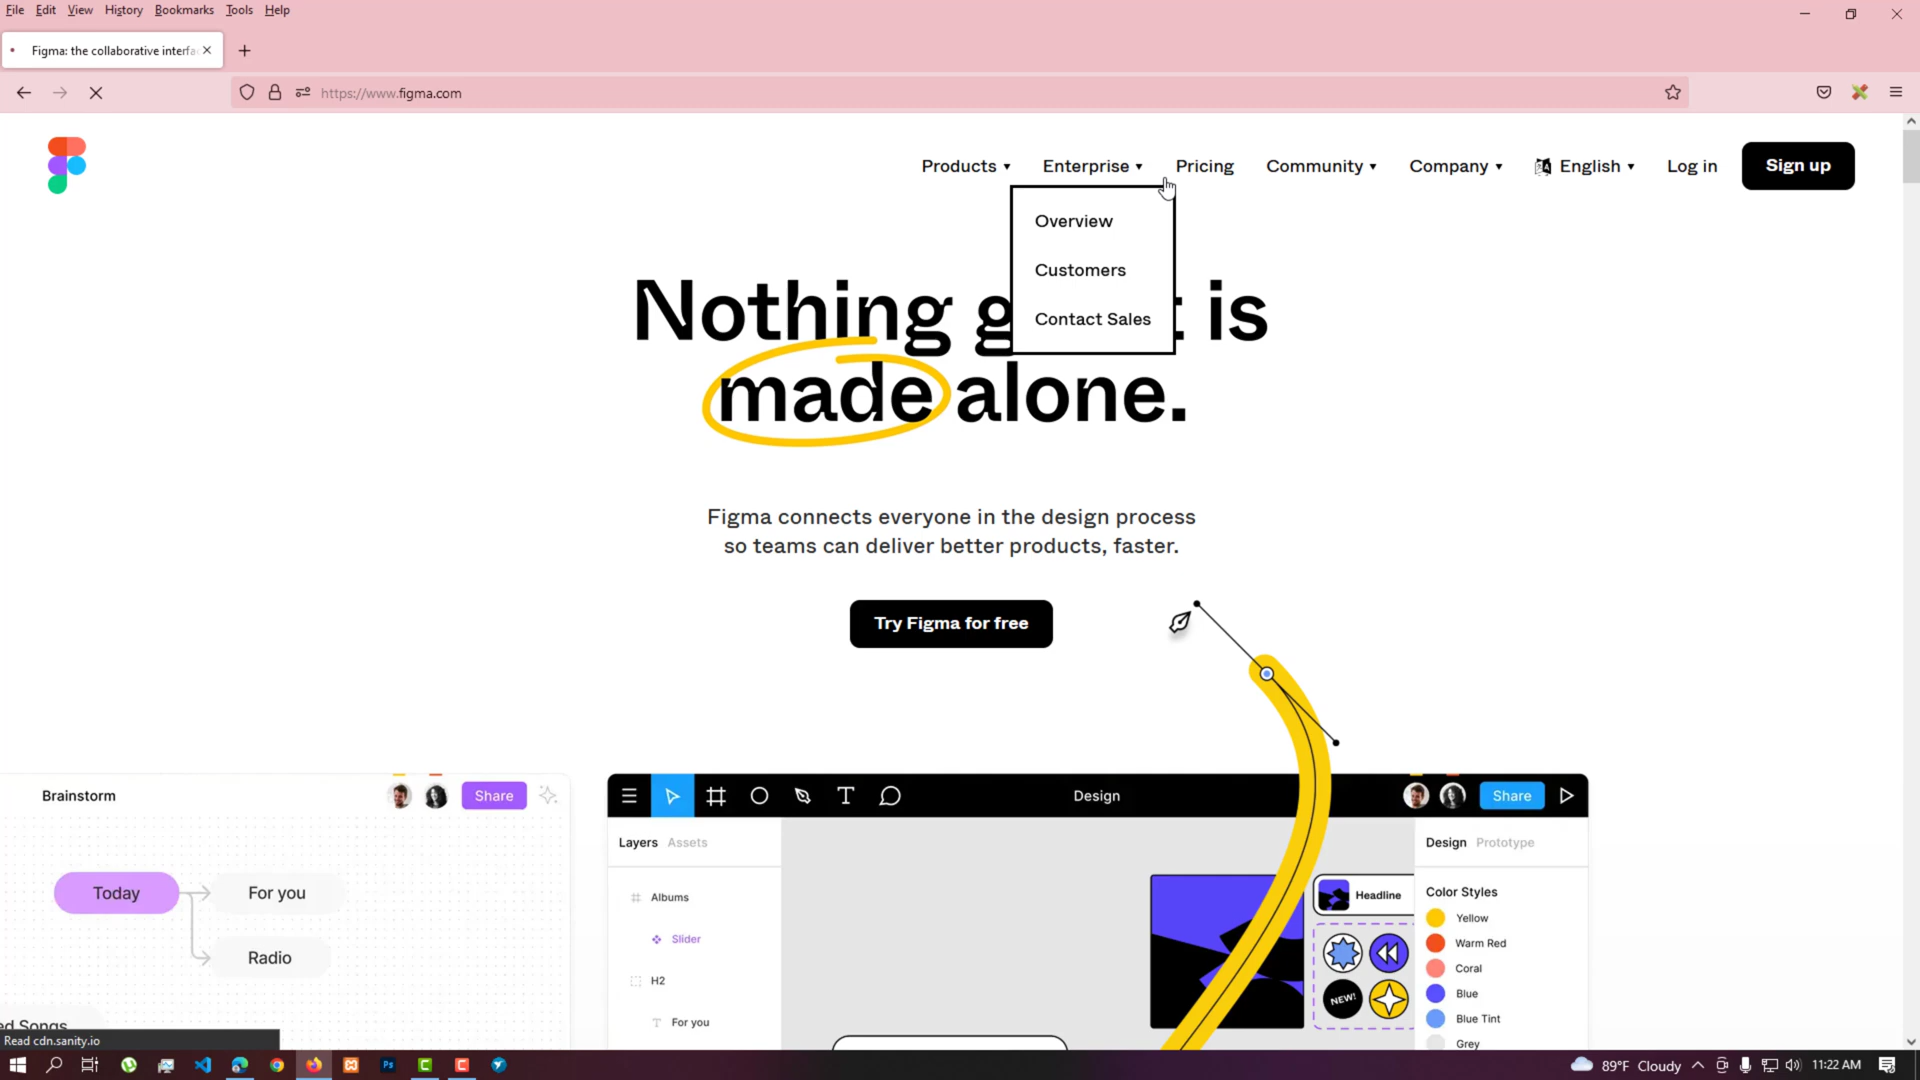 File Edit View History Bookmarks Tools Help
Figma: the collaborative interfa
https://www.figma.com
Products Enterprise Pricing Community Company English Log in Sign up
Overview
Customers
Contact Sales
Nothing g t is
made alone.
Figma connects everyone in the design process
so teams can deliver better products, faster.
Try Figma for free
Brainstorm
Share
Today
For you
Radio
ed Songs
Design
Share
Layers Assets
Albums
Slider
H2
For you
Headline
NEW!
Design Prototype
Color Styles
Yellow
Warm Red
Coral
Blue
Blue Tint
Grey
Read cdn.sanity.io
89°F Cloudy 11:22 AM